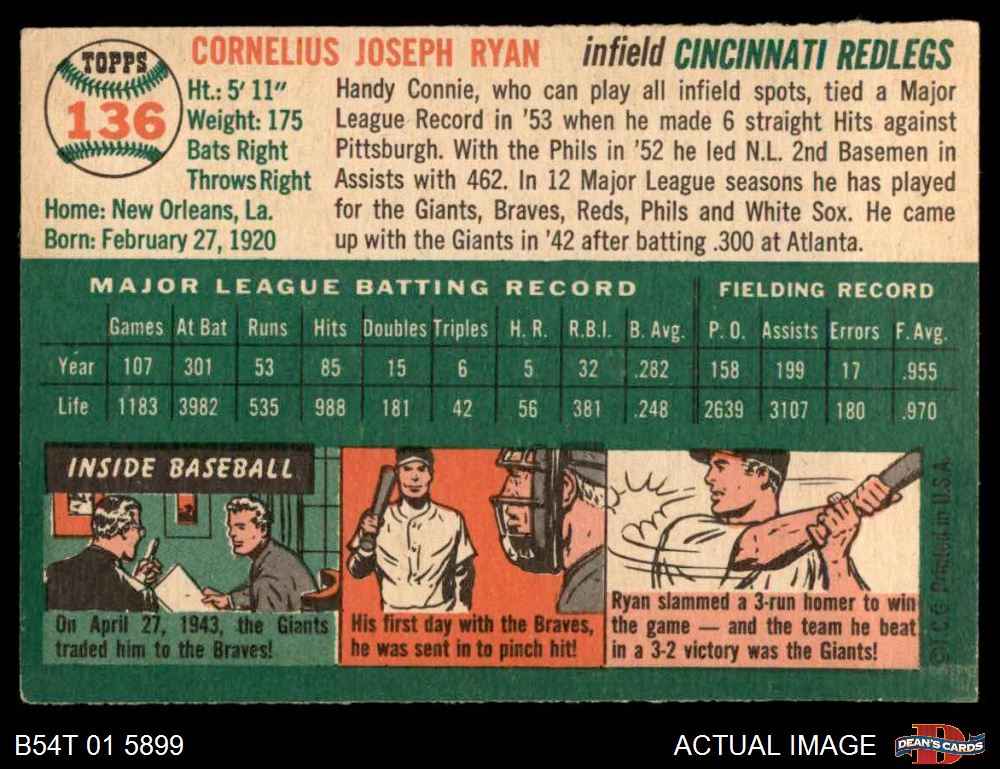 TOPPS
136
CORNELIUS JOSEPH RYAN infield CINCINNATI REDLEGS
Ht.: 5' 11"
Weight: 175
Bats Right
Throws Right
Home: New Orleans, La.
Born: February 27, 1920
Handy Connie, who can play all infield spots, tied a Major
League Record in '53 when he made 6 straight Hits against
Pittsburgh. With the Phils in '52 he led N.L. 2nd Basemen in
Assists with 462. In 12 Major League seasons he has played
for the Giants, Braves, Reds, Phils and White Sox. He came
up with the Giants in '42 after batting .300 at Atlanta.
MAJOR LEAGUE BATTING RECORD FIELDING RECORD
Games At Bat Runs Hits Doubles Triples H. R. R.B.I. B. Avg. P. O. Assists Errors F. Avg.
Year 107 301 53 85 15 6 5 32 .282 158 199 17 .955
Life 1183 3982 535 988 181 42 56 381 .248 2639 3107 180 .970
INSIDE BASEBALL
On April 27, 1943, the Giants
traded him to the Braves!
His first day with the Braves,
he was sent in to pinch hit!
Ryan slammed a 3-run homer to win
the game — and the team he beat
in a 3-2 victory was the Giants!
© T. C. G. Printed in U.S.A.
B54T 01 5899
ACTUAL IMAGE
D
DEAN'S CARDS